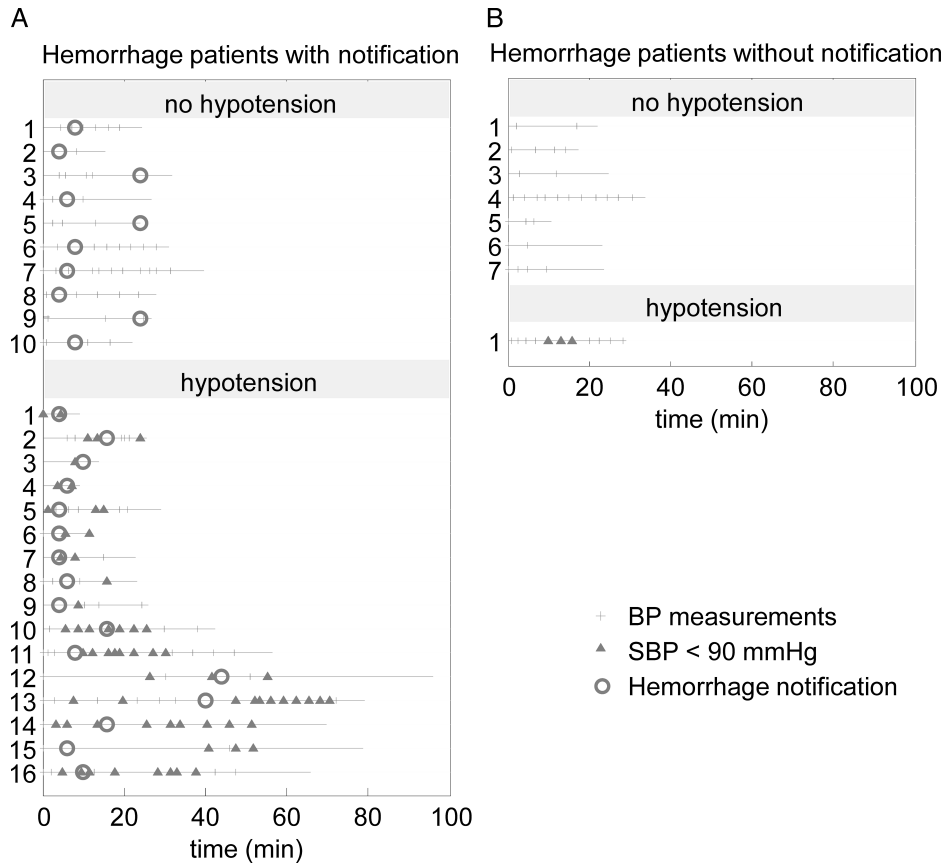 A
Hemorrhage patients with notification
no hypotension
1
2
3
4
5
6
7
8
9
10
hypotension
1
2
3
4
5
6
7
8
9
10
11
12
13
14
15
16
0 20 40 60 80 100
time (min)
B
Hemorrhage patients without notification
no hypotension
1
2
3
4
5
6
7
hypotension
1
0 20 40 60 80 100
time (min)
BP measurements
SBP < 90 mmHg
Hemorrhage notification